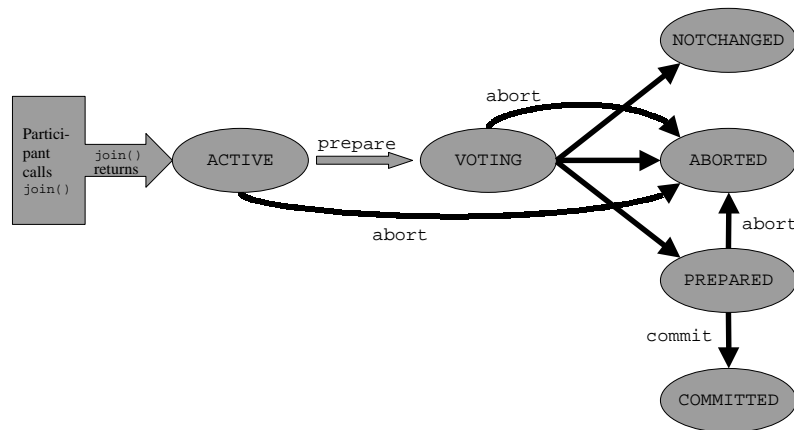 NOTCHANGED
abort
Partici-
pant
calls
join()
join()
returns
ACTIVE
prepare
VOTING
ABORTED
abort
abort
PREPARED
commit
COMMITTED